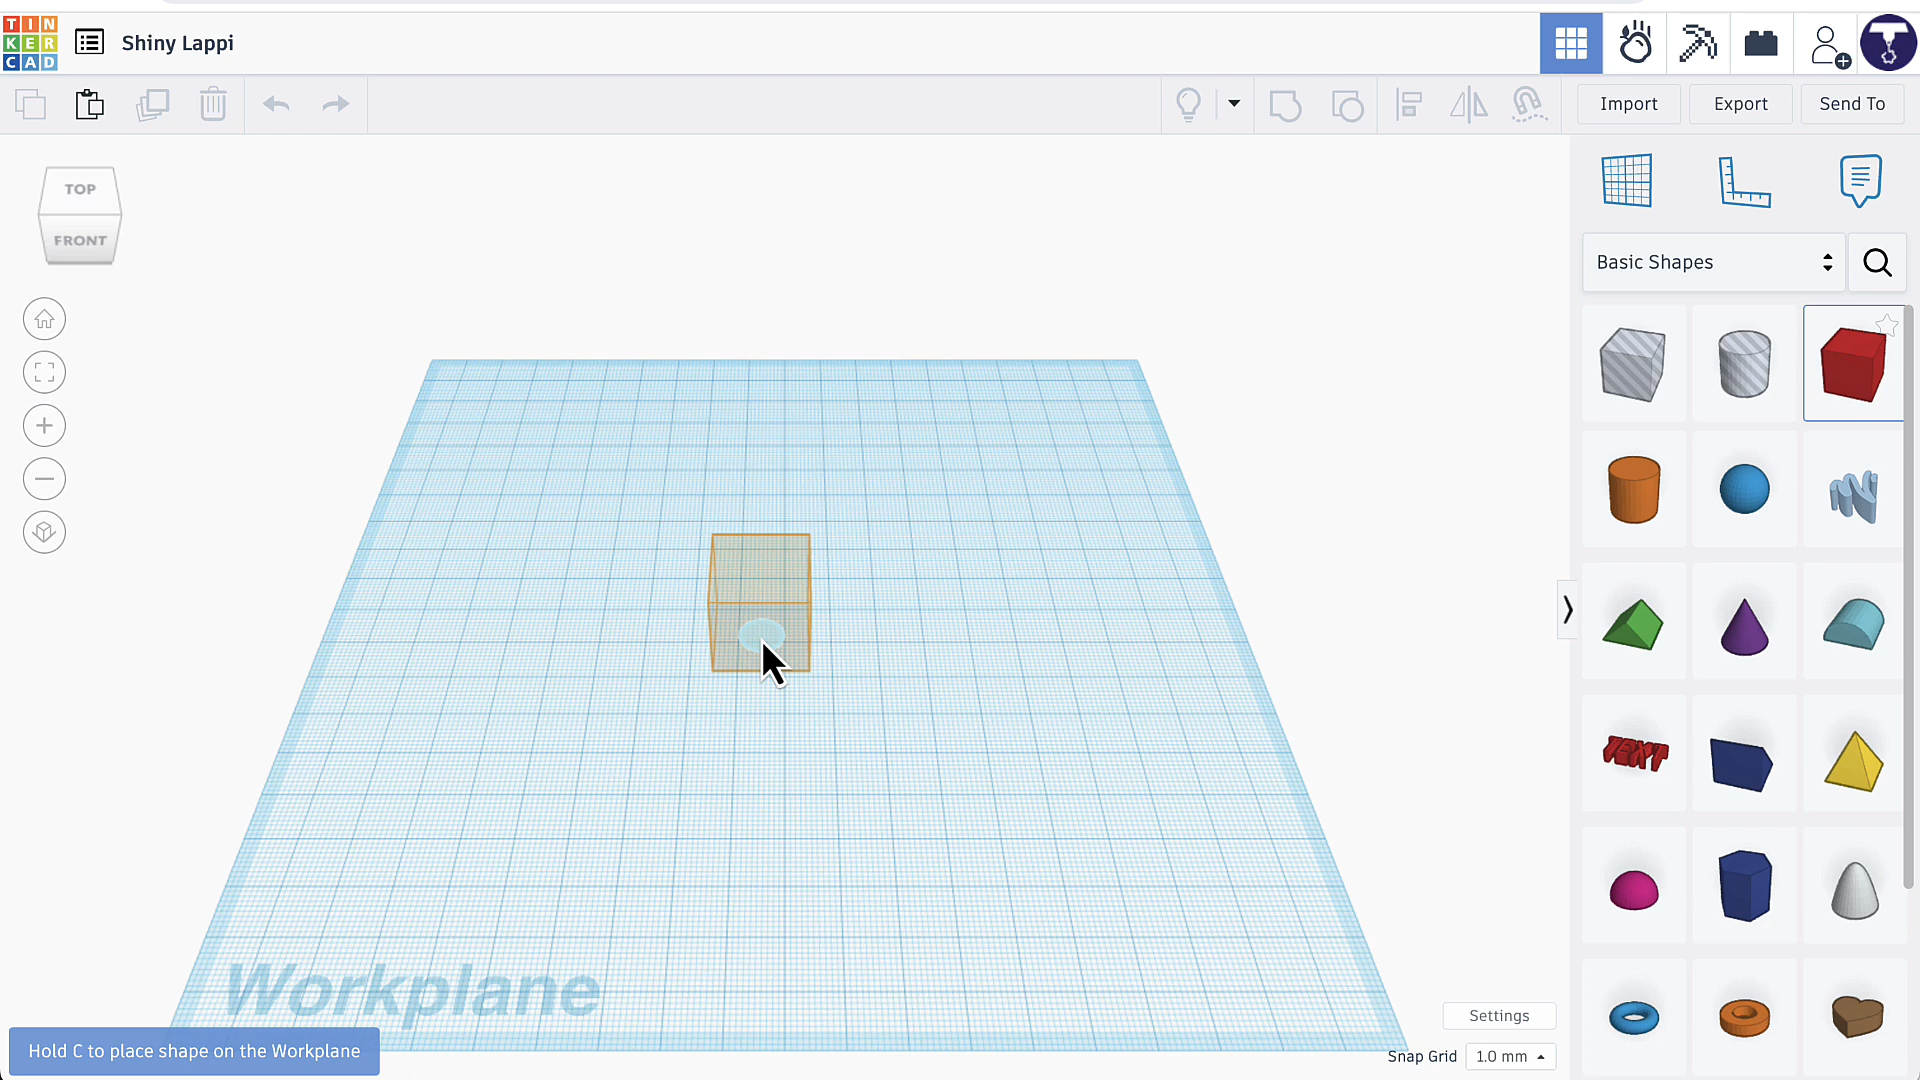 TIN
KER
CAD
Shiny Lappi
Import
Export
Send To
TOP
FRONT
Basic Shapes
TEXT
Workplane
Settings
Hold C to place shape on the Workplane
Snap Grid
1.0 mm